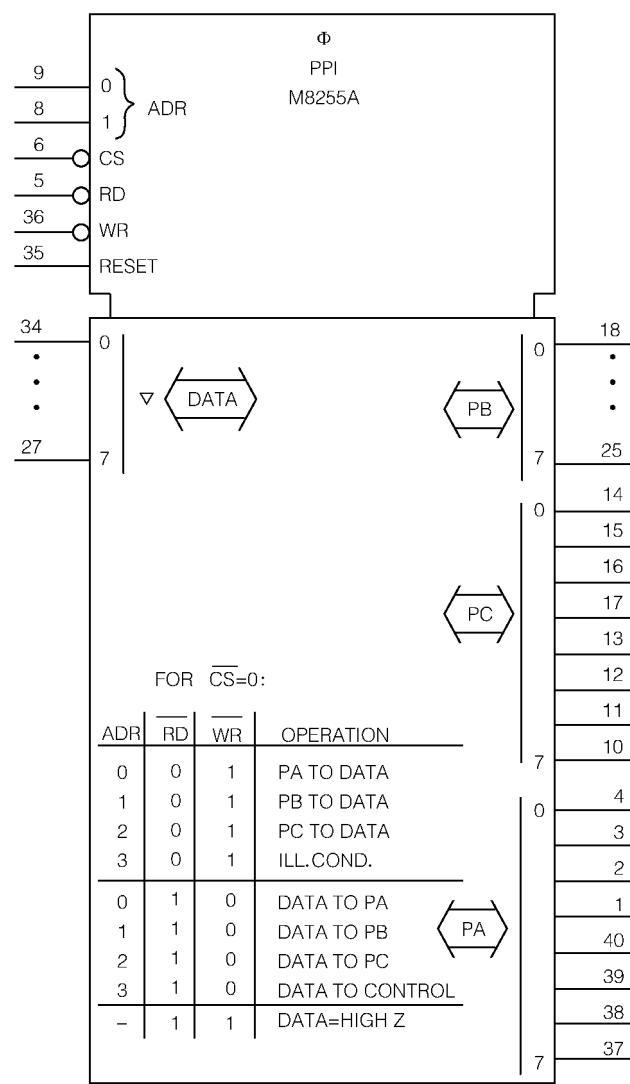 Φ
PPI
M8255A
9 0
8 1 ADR
6 CS
5 RD
36 WR
35 RESET
34 0
27 7
DATA
0 18
7 25
PB
0 14
15
16
17
13
12
11
7 10
PC
FOR CS=0:
ADR RD WR OPERATION
0 0 1 PA TO DATA
1 0 1 PB TO DATA
2 0 1 PC TO DATA
3 0 1 ILL.COND.
0 1 0 DATA TO PA
1 1 0 DATA TO PB
2 1 0 DATA TO PC
3 1 0 DATA TO CONTROL
– 1 1 DATA=HIGH Z
0 4
3
2
1
40
39
38
7 37
PA